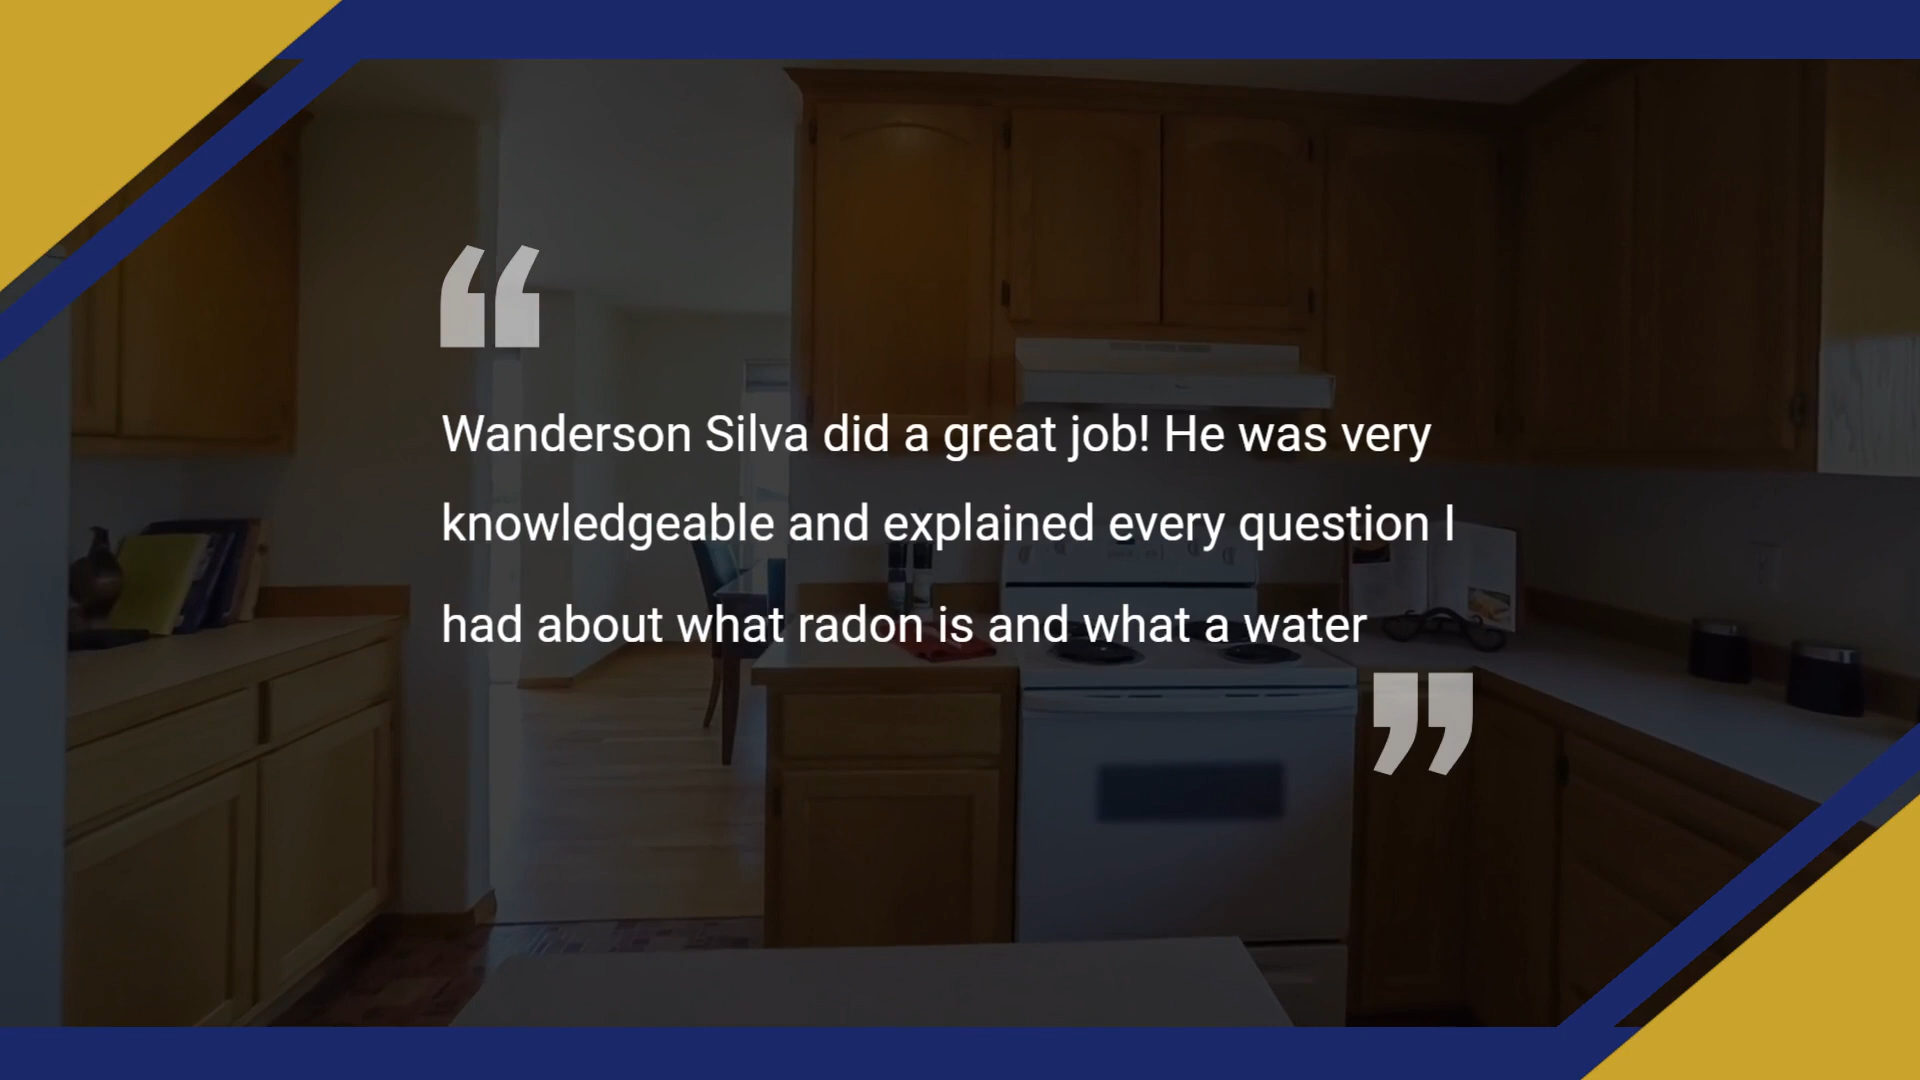 “
Wanderson Silva did a great job! He was very
knowledgeable and explained every question I
had about what radon is and what a water
”